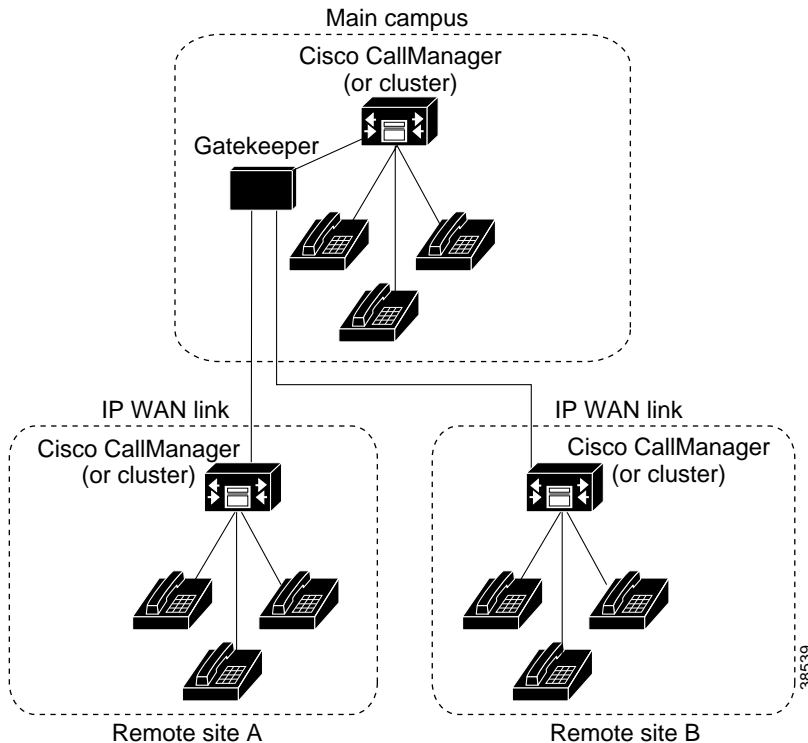 Main campus
Cisco CallManager
(or cluster)
Gatekeeper
IP WAN link
IP WAN link
Cisco CallManager
(or cluster)
Cisco CallManager
(or cluster)
38539
Remote site A
Remote site B